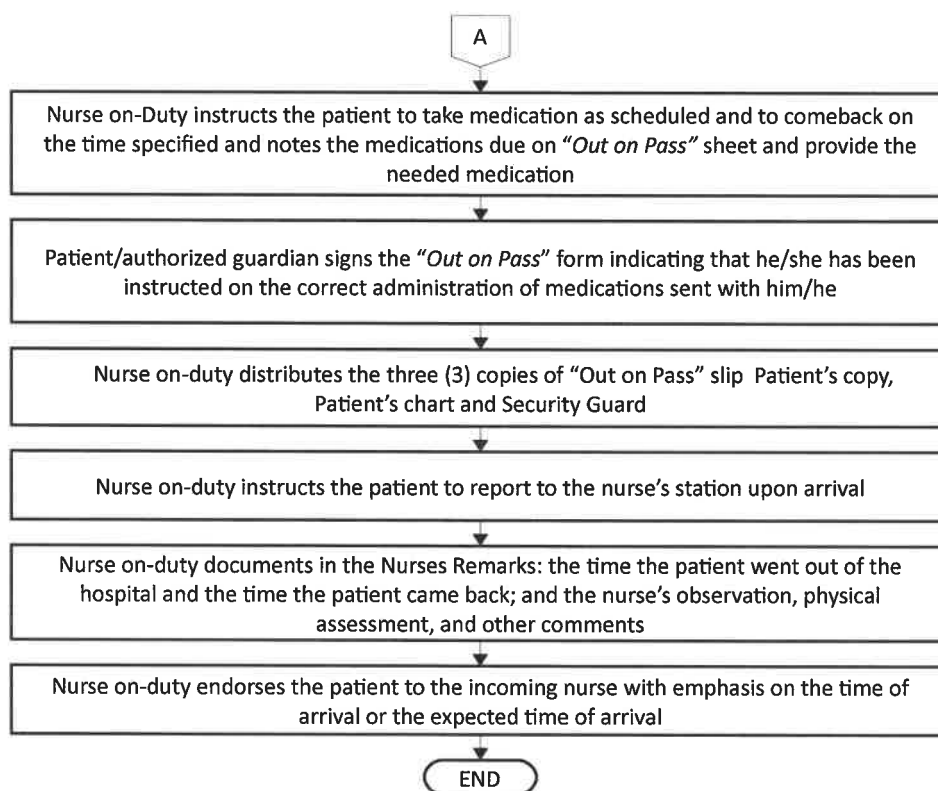 A
Nurse on-Duty instructs the patient to take medication as scheduled and to comeback on
the time specified and notes the medications due on “Out on Pass” sheet and provide the
needed medication
Patient/authorized guardian signs the “Out on Pass” form indicating that he/she has been
instructed on the correct administration of medications sent with him/he
Nurse on-duty distributes the three (3) copies of “Out on Pass” slip  Patient’s copy,
Patient’s chart and Security Guard
Nurse on-duty instructs the patient to report to the nurse’s station upon arrival
Nurse on-duty documents in the Nurses Remarks: the time the patient went out of the
hospital and the time the patient came back; and the nurse’s observation, physical
assessment, and other comments
Nurse on-duty endorses the patient to the incoming nurse with emphasis on the time of
arrival or the expected time of arrival
END